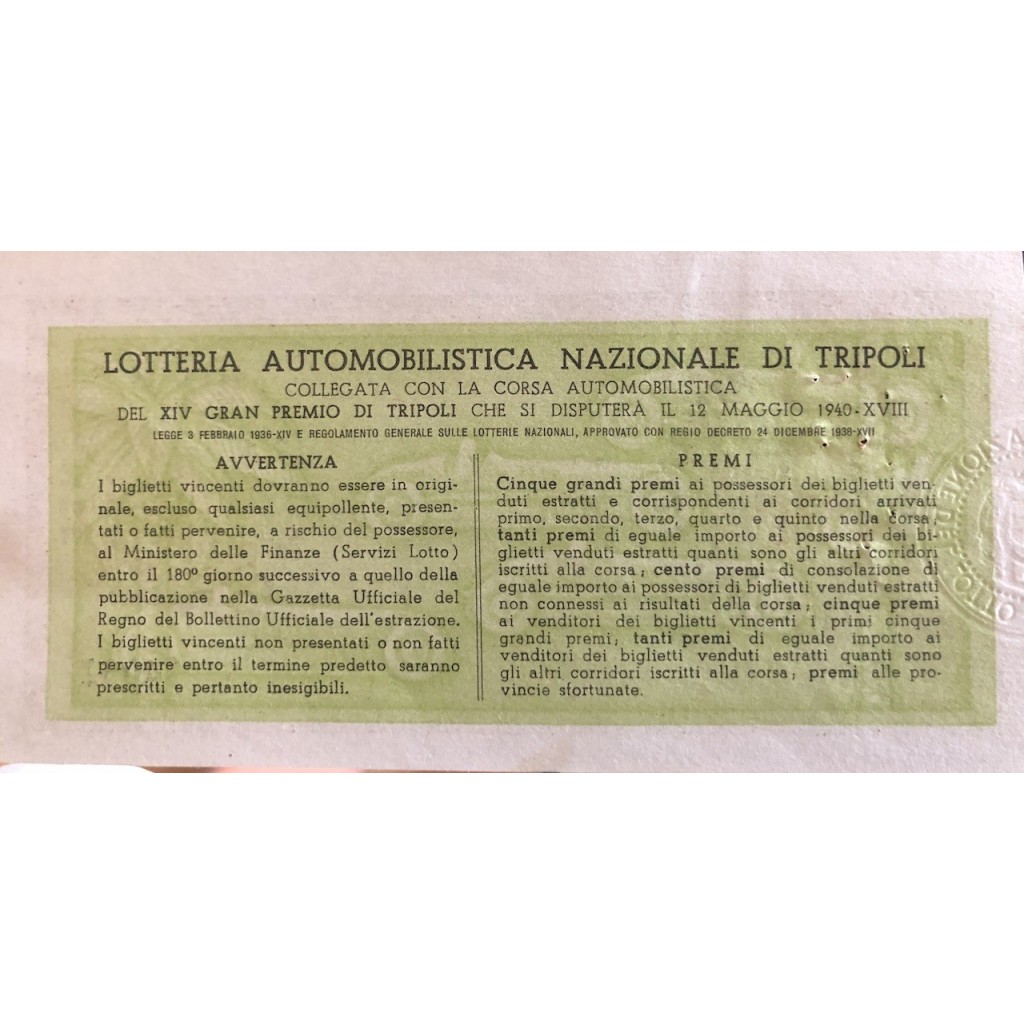 LOTTERIA AUTOMOBILISTICA NAZIONALE DI TRIPOLI
COLLEGATA CON LA CORSA AUTOMOBILISTICA
DEL XIV GRAN PREMIO DI TRIPOLI CHE SI DISPUTERÀ IL 12 MAGGIO 1940-XVIII
LEGGE 3 FEBBRAIO 1936-XIV E REGOLAMENTO GENERALE SULLE LOTTERIE NAZIONALI, APPROVATO CON REGIO DECRETO 24 DICEMBRE 1938-XVII
AVVERTENZA
I biglietti vincenti dovranno essere in origi-
nale, escluso qualsiasi equipollente, presen-
tati o fatti pervenire, a rischio del possessore,
al Ministero delle Finanze (Servizi Lotto)
entro il 180º giorno successivo a quello della
pubblicazione nella Gazzetta Ufficiale del
Regno del Bollettino Ufficiale dell'estrazione.
I biglietti vincenti non presentati o non fatti
pervenire entro il termine predetto saranno
prescritti e pertanto inesigibili.
PREMI
Cinque grandi premi ai possessori dei biglietti ven-
duti estratti e corrispondenti ai corridori arrivati
primo, secondo, terzo, quarto e quinto nella corsa;
tanti premi di eguale importo ai possessori dei bi-
glietti venduti estratti quanti sono gli altri corridori
iscritti alla corsa; cento premi di consolazione di
eguale importo ai possessori di biglietti venduti estratti
non connessi ai risultati della corsa; cinque premi
ai venditori dei biglietti vincenti i primi cinque
grandi premi; tanti premi di eguale importo ai
venditori dei biglietti venduti estratti quanti sono
gli altri corridori iscritti alla corsa; premi alle pro-
vincie sfortunate.